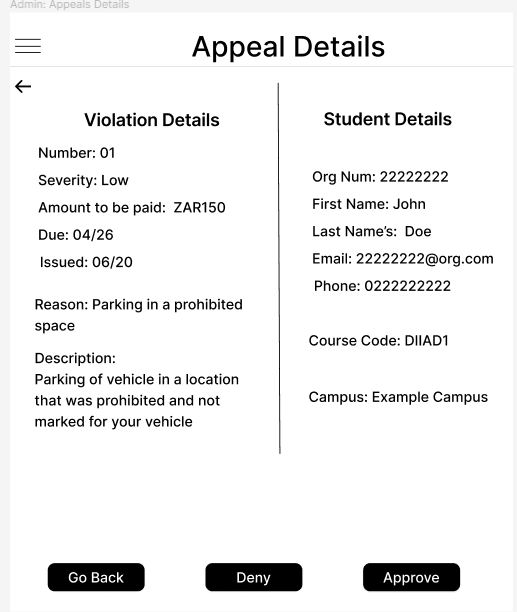 Admin: Appeals Details
Appeal Details
Violation Details
Number: 01
Severity: Low
Amount to be paid:  ZAR150
Due: 04/26
Issued: 06/20
Reason: Parking in a prohibited
space
Description:
Parking of vehicle in a location
that was prohibited and not
marked for your vehicle
Student Details
Org Num: 22222222
First Name: John
Last Name’s:  Doe
Email: 22222222@org.com
Phone: 0222222222
Course Code: DIIAD1
Campus: Example Campus
Go Back
Deny
Approve